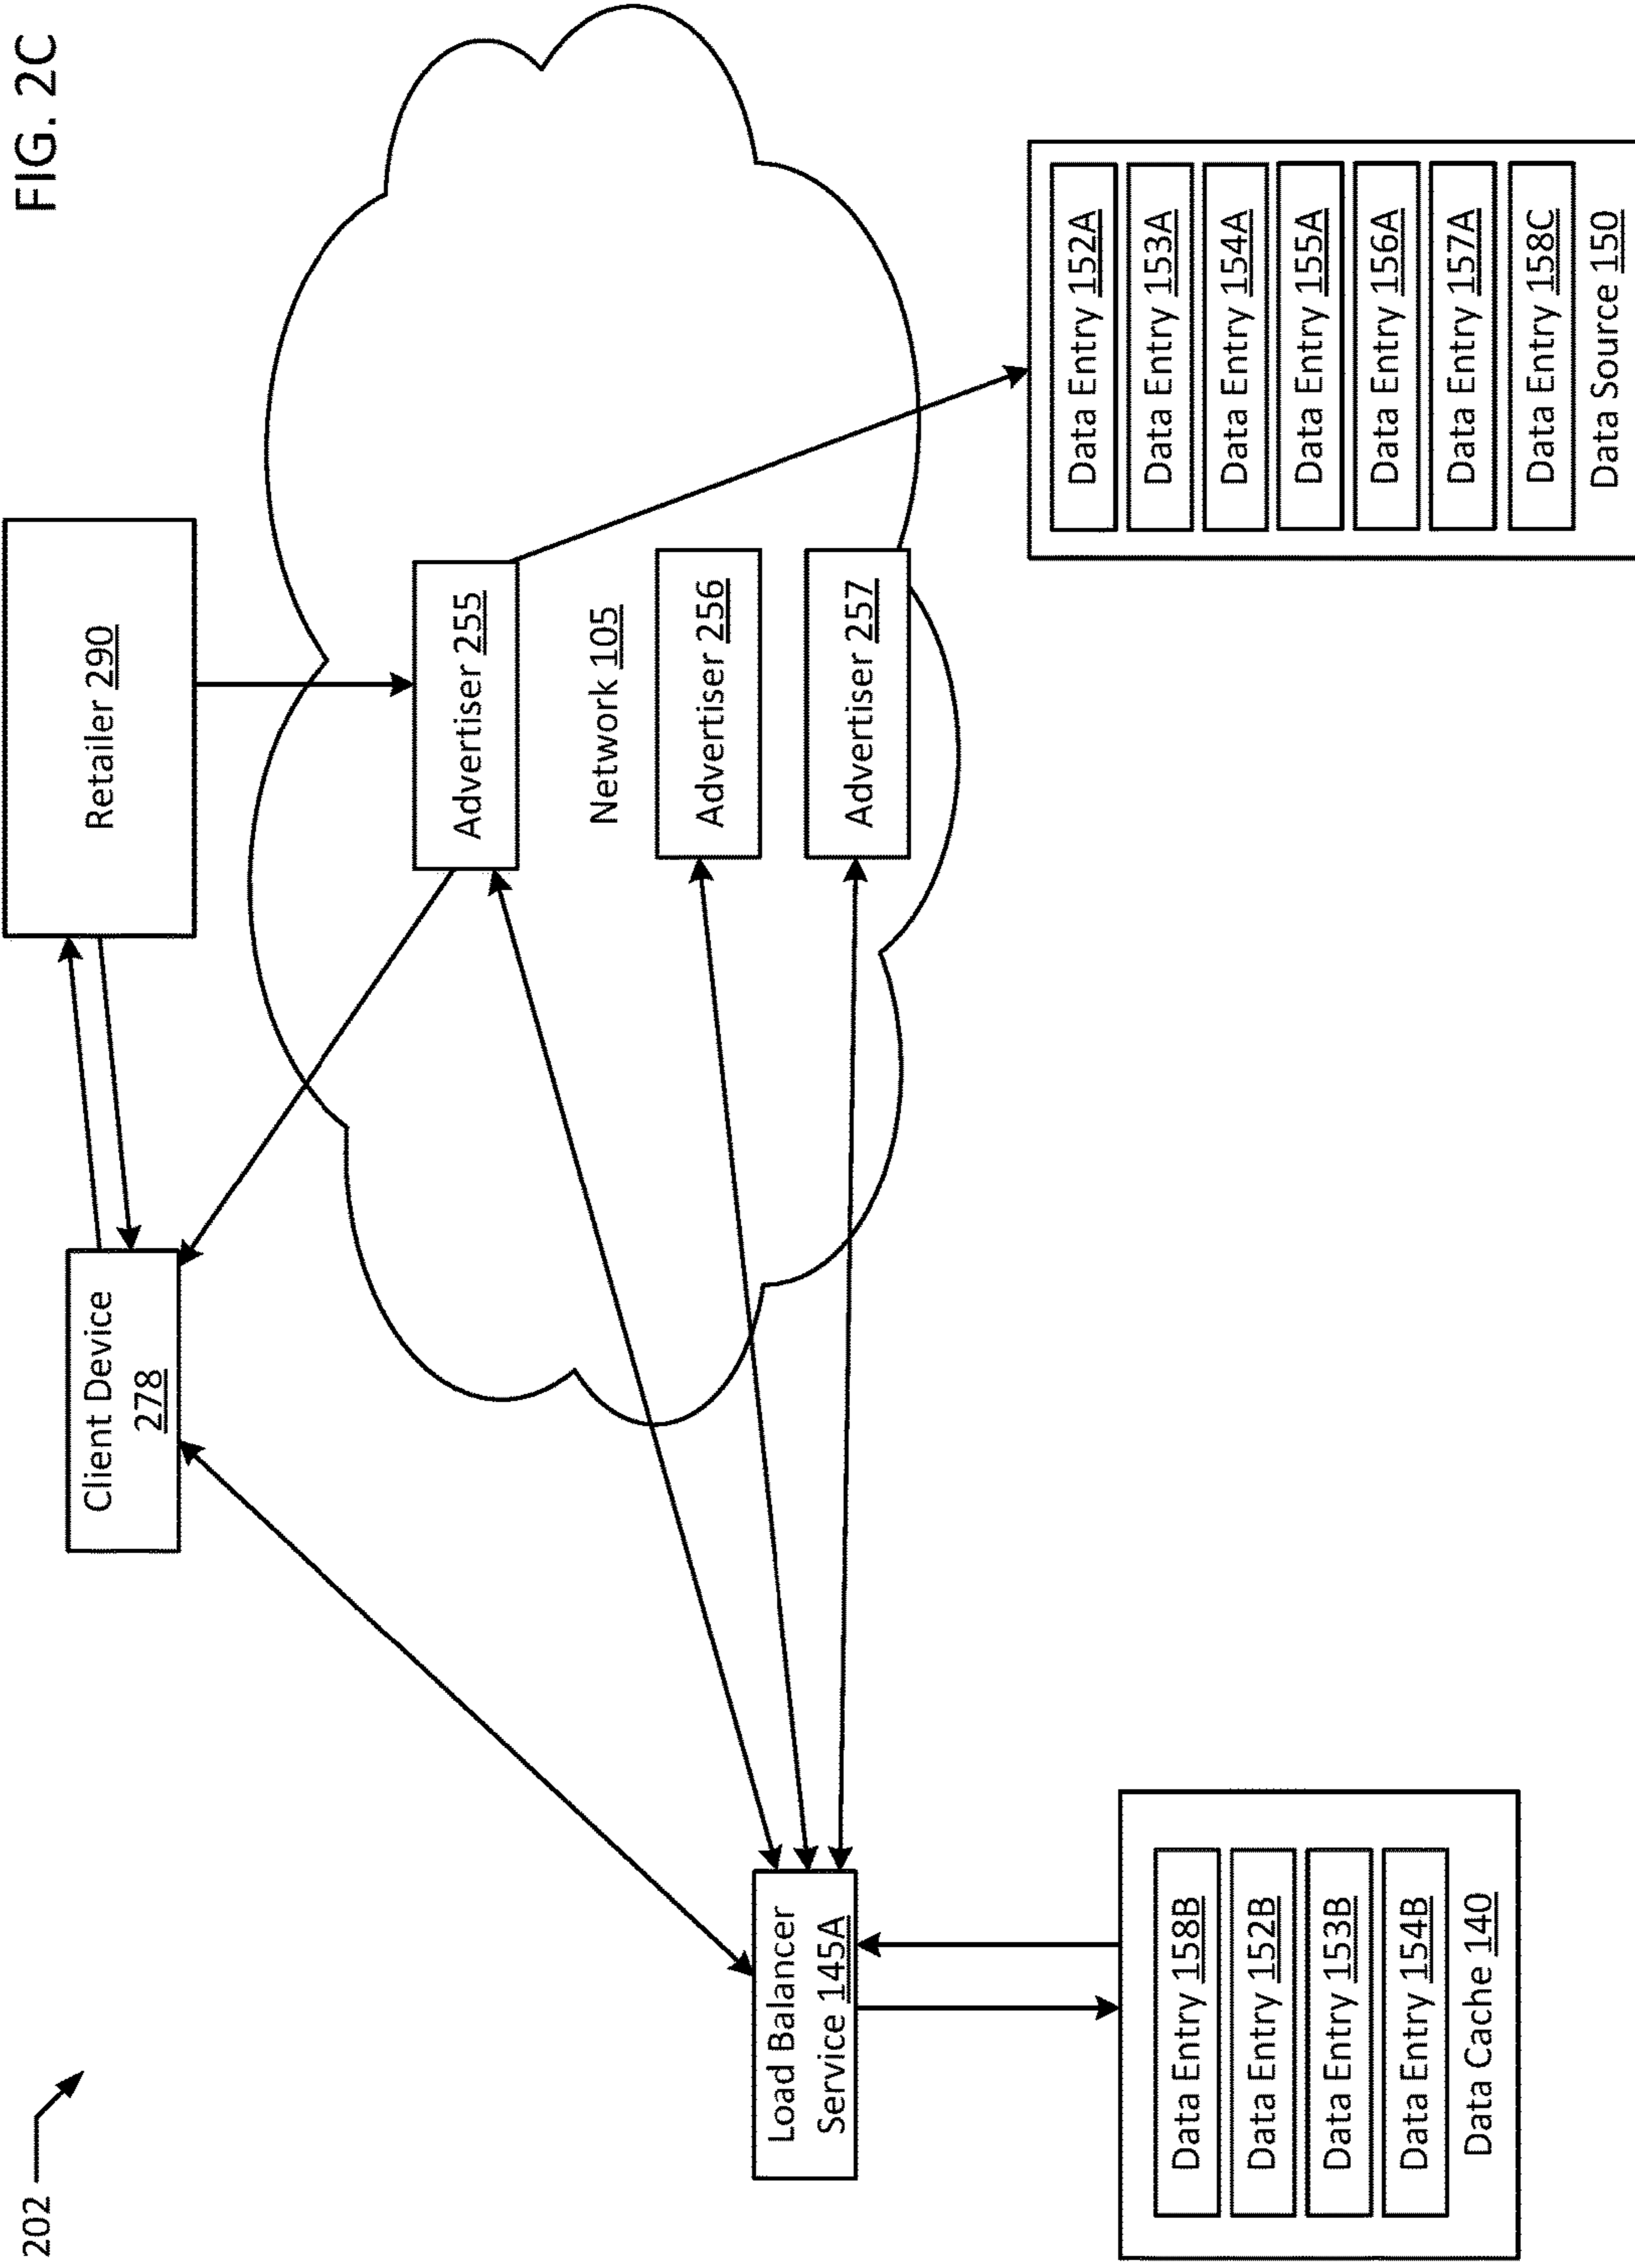 202
FIG. 2C
Retailer 290
Client Device
278
Advertiser 255
Network 105
Advertiser 256
Advertiser 257
Load Balancer
Service 145A
Data Entry 158B
Data Entry 152B
Data Entry 153B
Data Entry 154B
Data Cache 140
Data Entry 152A
Data Entry 153A
Data Entry 154A
Data Entry 155A
Data Entry 156A
Data Entry 157A
Data Entry 158C
Data Source 150